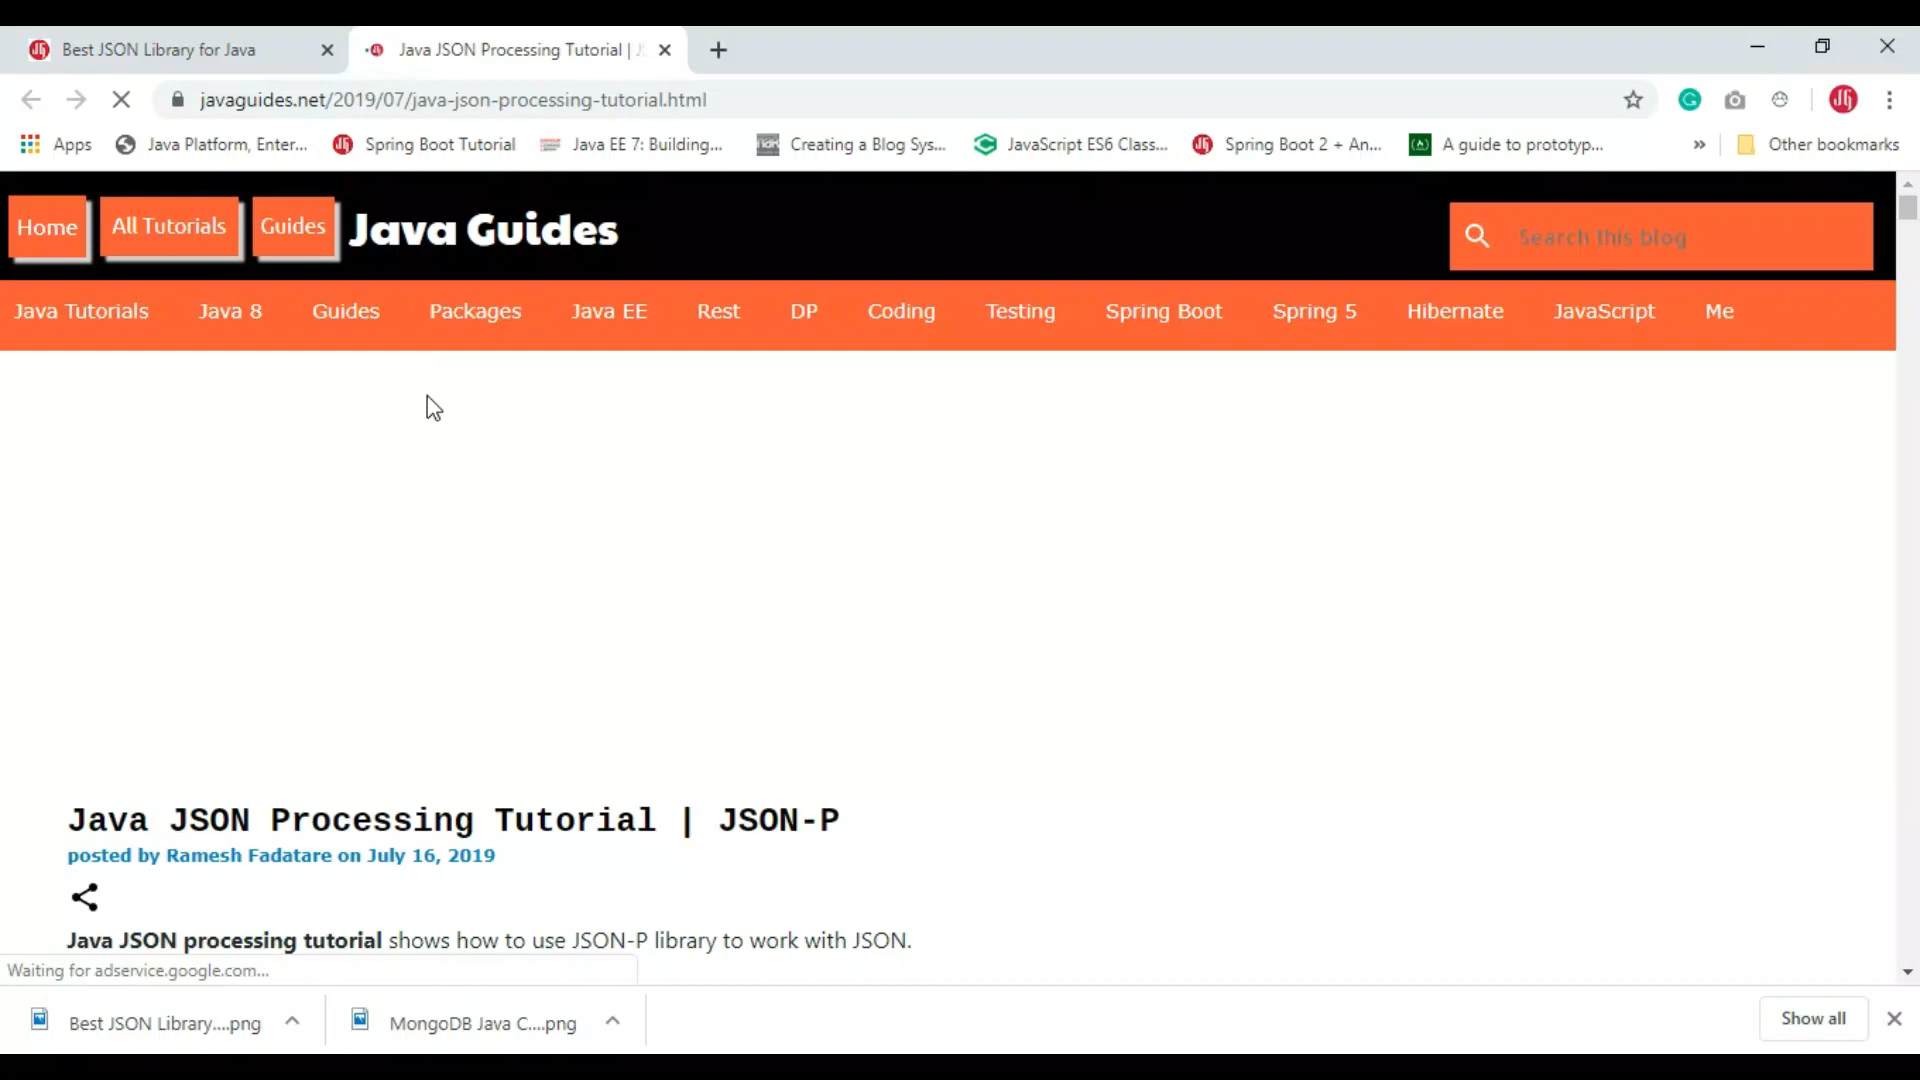 Best JSON Library for Java
Java JSON Processing Tutorial |
javaguides.net/2019/07/java-json-processing-tutorial.html
Apps
Java Platform, Enter...
Spring Boot Tutorial
Java EE 7: Building...
Creating a Blog Sys...
JavaScript ES6 Class...
Spring Boot 2 + An...
A guide to prototyp...
»
Other bookmarks
Home
All Tutorials
Guides
Java Guides
Search this blog
Java Tutorials
Java 8
Guides
Packages
Java EE
Rest
DP
Coding
Testing
Spring Boot
Spring 5
Hibernate
JavaScript
Me
Java JSON Processing Tutorial | JSON-P
posted by Ramesh Fadatare on July 16, 2019
Java JSON processing tutorial shows how to use JSON-P library to work with JSON.
Waiting for adservice.google.com...
Best JSON Library....png
MongoDB Java C....png
Show all